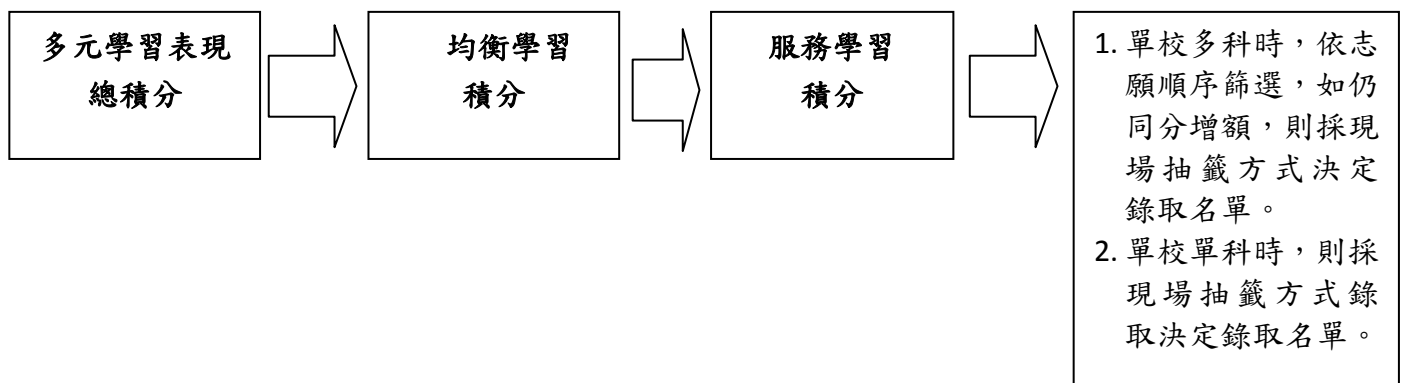 多元學習表現
總積分
均衡學習
積分
服務學習
積分
1. 單校多科時，依志
願順序篩選，如仍
同分增額，則採現
場抽籤方式決定
錄取名單。
2. 單校單科時，則採
現場抽籤方式錄
取決定錄取名單。